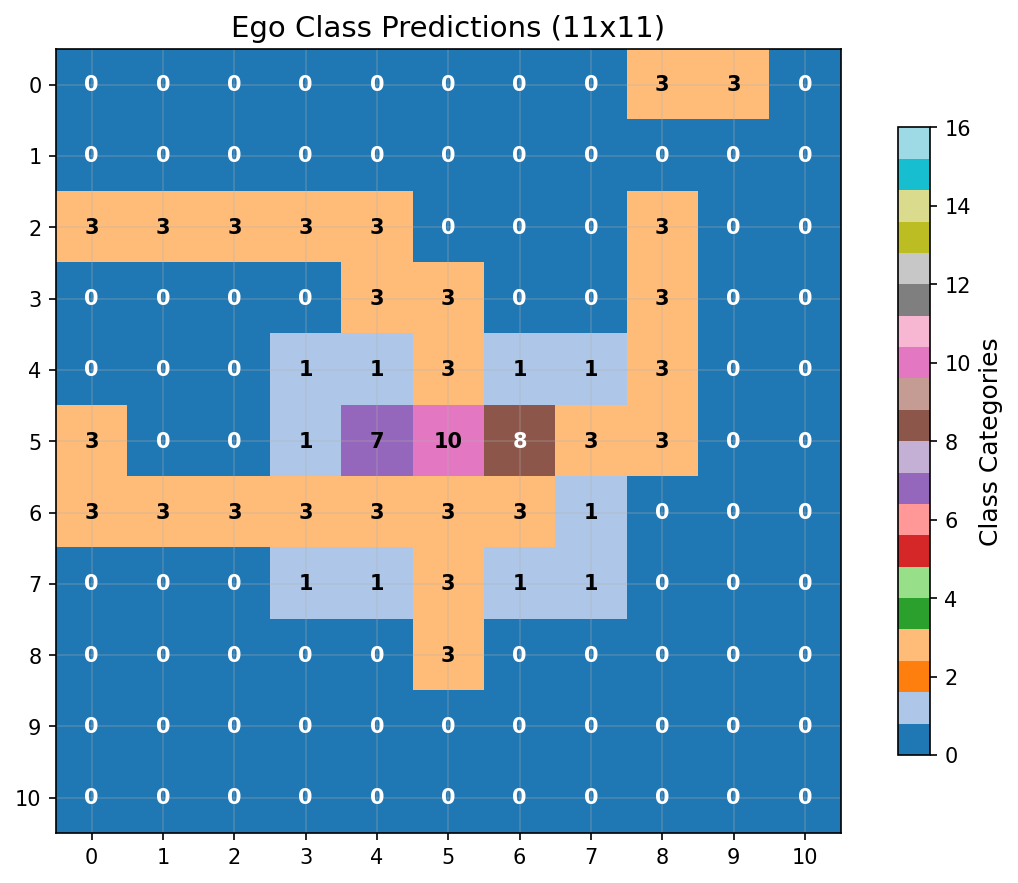 Ego Class Predictions (11x11)
0 0 0 0 0 0 0 0 0 3 3 0
1 0 0 0 0 0 0 0 0 0 0 0
2 3 3 3 3 3 0 0 0 3 0 0
3 0 0 0 0 3 3 0 0 3 0 0
4 0 0 0 1 1 3 1 1 3 0 0
5 3 0 0 1 7 10 8 3 3 0 0
6 3 3 3 3 3 3 3 1 0 0 0
7 0 0 0 1 1 3 1 1 0 0 0
8 0 0 0 0 0 3 0 0 0 0 0
9 0 0 0 0 0 0 0 0 0 0 0
10 0 0 0 0 0 0 0 0 0 0 0
0 1 2 3 4 5 6 7 8 9 10
16
14
12
10
8
6
4
2
0
Class Categories